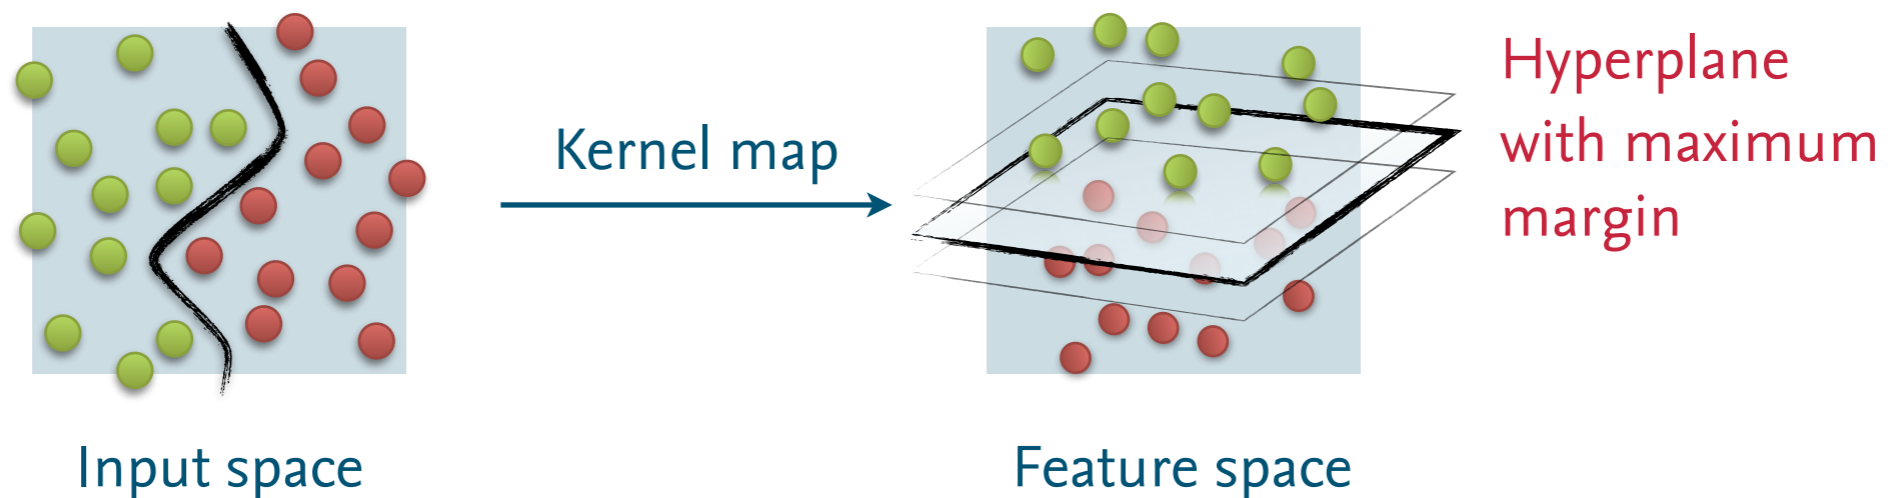 Kernel map
Hyperplane
with maximum
margin
Input space
Feature space